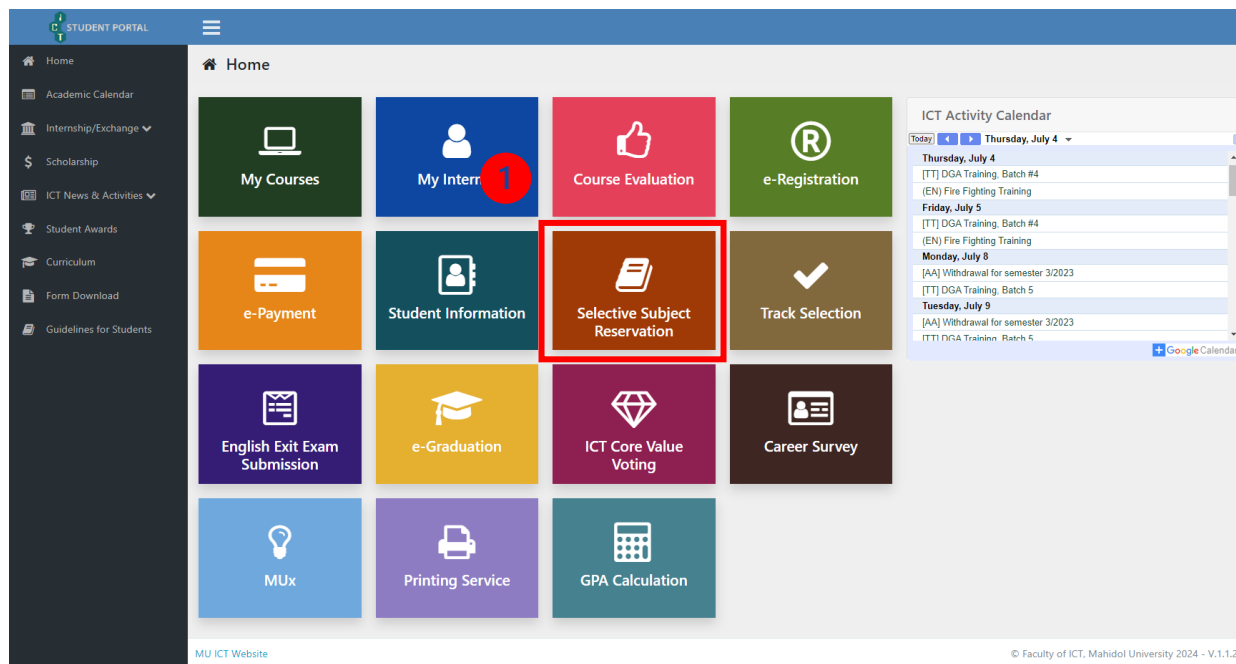 i
C STUDENT PORTAL
T
Home
Academic Calendar
Internship/Exchange
Scholarship
ICT News & Activities
Student Awards
Curriculum
Form Download
Guidelines for Students
Home
My Courses
My Intern
1
Course Evaluation
R
e-Registration
e-Payment
Student Information
Selective Subject
Reservation
Track Selection
English Exit Exam
Submission
e-Graduation
ICT Core Value
Voting
Career Survey
MUx
Printing Service
GPA Calculation
ICT Activity Calendar
Today Thursday, July 4
Thursday, July 4
[TT] DGA Training, Batch #4
(EN) Fire Fighting Training
Friday, July 5
[TT] DGA Training, Batch #4
(EN) Fire Fighting Training
Monday, July 8
[AA] Withdrawal for semester 3/2023
[TT] DGA Training, Batch 5
Tuesday, July 9
[AA] Withdrawal for semester 3/2023
[TT] DGA Training, Batch 5
Google Calendar
MU ICT Website
© Faculty of ICT, Mahidol University 2024 - V.1.1.2